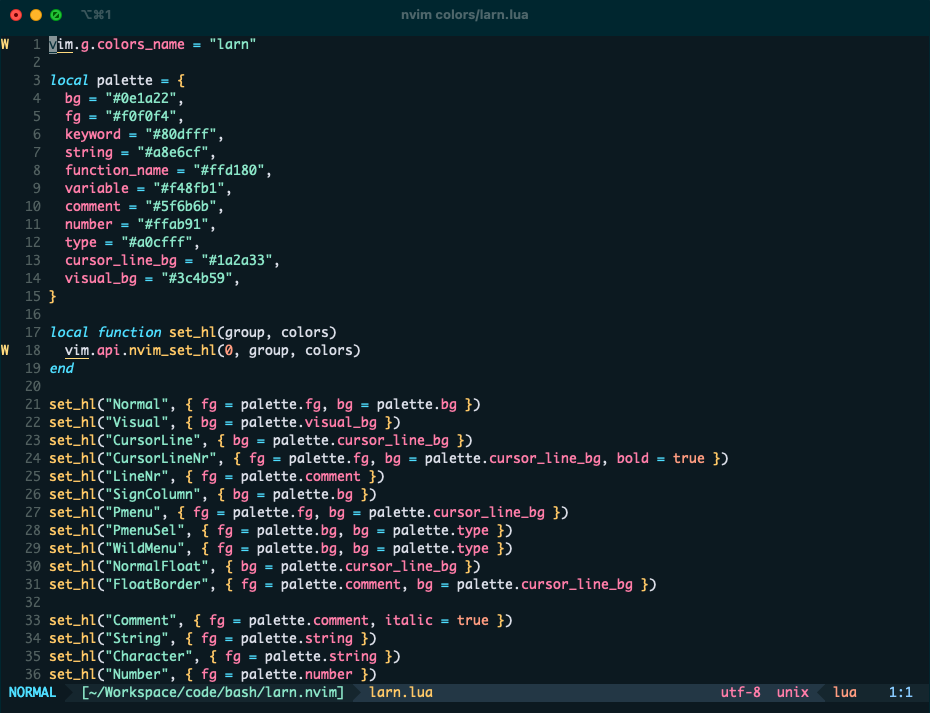 ⌥⌘1 nvim colors/larn.lua
W 1 vim.g.colors_name = "larn"
2
3 local palette = {
4   bg = "#0e1a22",
5   fg = "#f0f0f4",
6   keyword = "#80dfff",
7   string = "#a8e6cf",
8   function_name = "#ffd180",
9   variable = "#f48fb1",
10   comment = "#5f6b6b",
11   number = "#ffab91",
12   type = "#a0cfff",
13   cursor_line_bg = "#1a2a33",
14   visual_bg = "#3c4b59",
15 }
16
17 local function set_hl(group, colors)
W 18   vim.api.nvim_set_hl(0, group, colors)
19 end
20
21 set_hl("Normal", { fg = palette.fg, bg = palette.bg })
22 set_hl("Visual", { bg = palette.visual_bg })
23 set_hl("CursorLine", { bg = palette.cursor_line_bg })
24 set_hl("CursorLineNr", { fg = palette.fg, bg = palette.cursor_line_bg, bold = true })
25 set_hl("LineNr", { fg = palette.comment })
26 set_hl("SignColumn", { bg = palette.bg })
27 set_hl("Pmenu", { fg = palette.fg, bg = palette.cursor_line_bg })
28 set_hl("PmenuSel", { fg = palette.bg, bg = palette.type })
29 set_hl("WildMenu", { fg = palette.bg, bg = palette.type })
30 set_hl("NormalFloat", { bg = palette.cursor_line_bg })
31 set_hl("FloatBorder", { fg = palette.comment, bg = palette.cursor_line_bg })
32
33 set_hl("Comment", { fg = palette.comment, italic = true })
34 set_hl("String", { fg = palette.string })
35 set_hl("Character", { fg = palette.string })
36 set_hl("Number", { fg = palette.number })
NORMAL [~/Workspace/code/bash/larn.nvim] larn.lua utf-8 unix lua 1:1